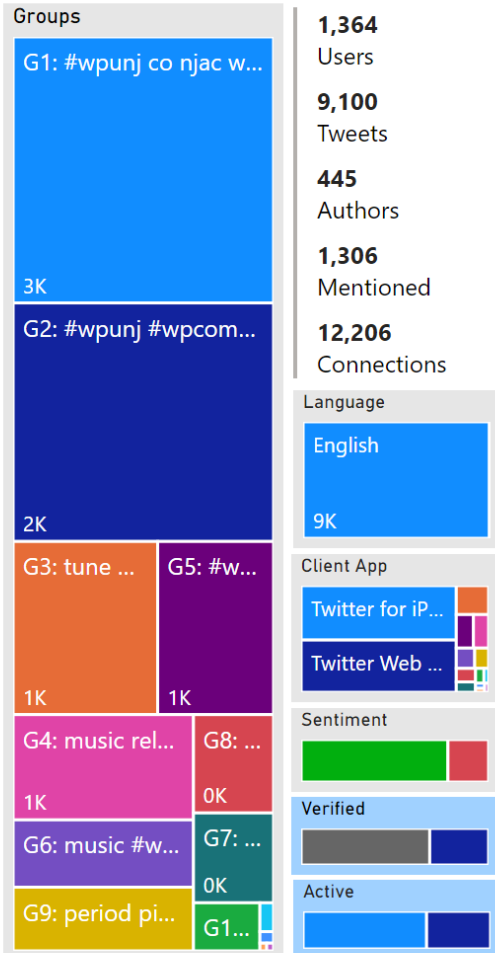 Groups
G1: #wpunj co njac w...
3K
G2: #wpunj #wpcom...
2K
G3: tune ...
1K
G5: #w...
1K
G4: music rel...
1K
G8: ...
0K
G6: music #w...
G7: ...
0K
G9: period pi...
G1...
1,364
Users
9,100
Tweets
445
Authors
1,306
Mentioned
12,206
Connections
Language
English
9K
Client App
Twitter for iP...
Twitter Web ...
Sentiment
Verified
Active